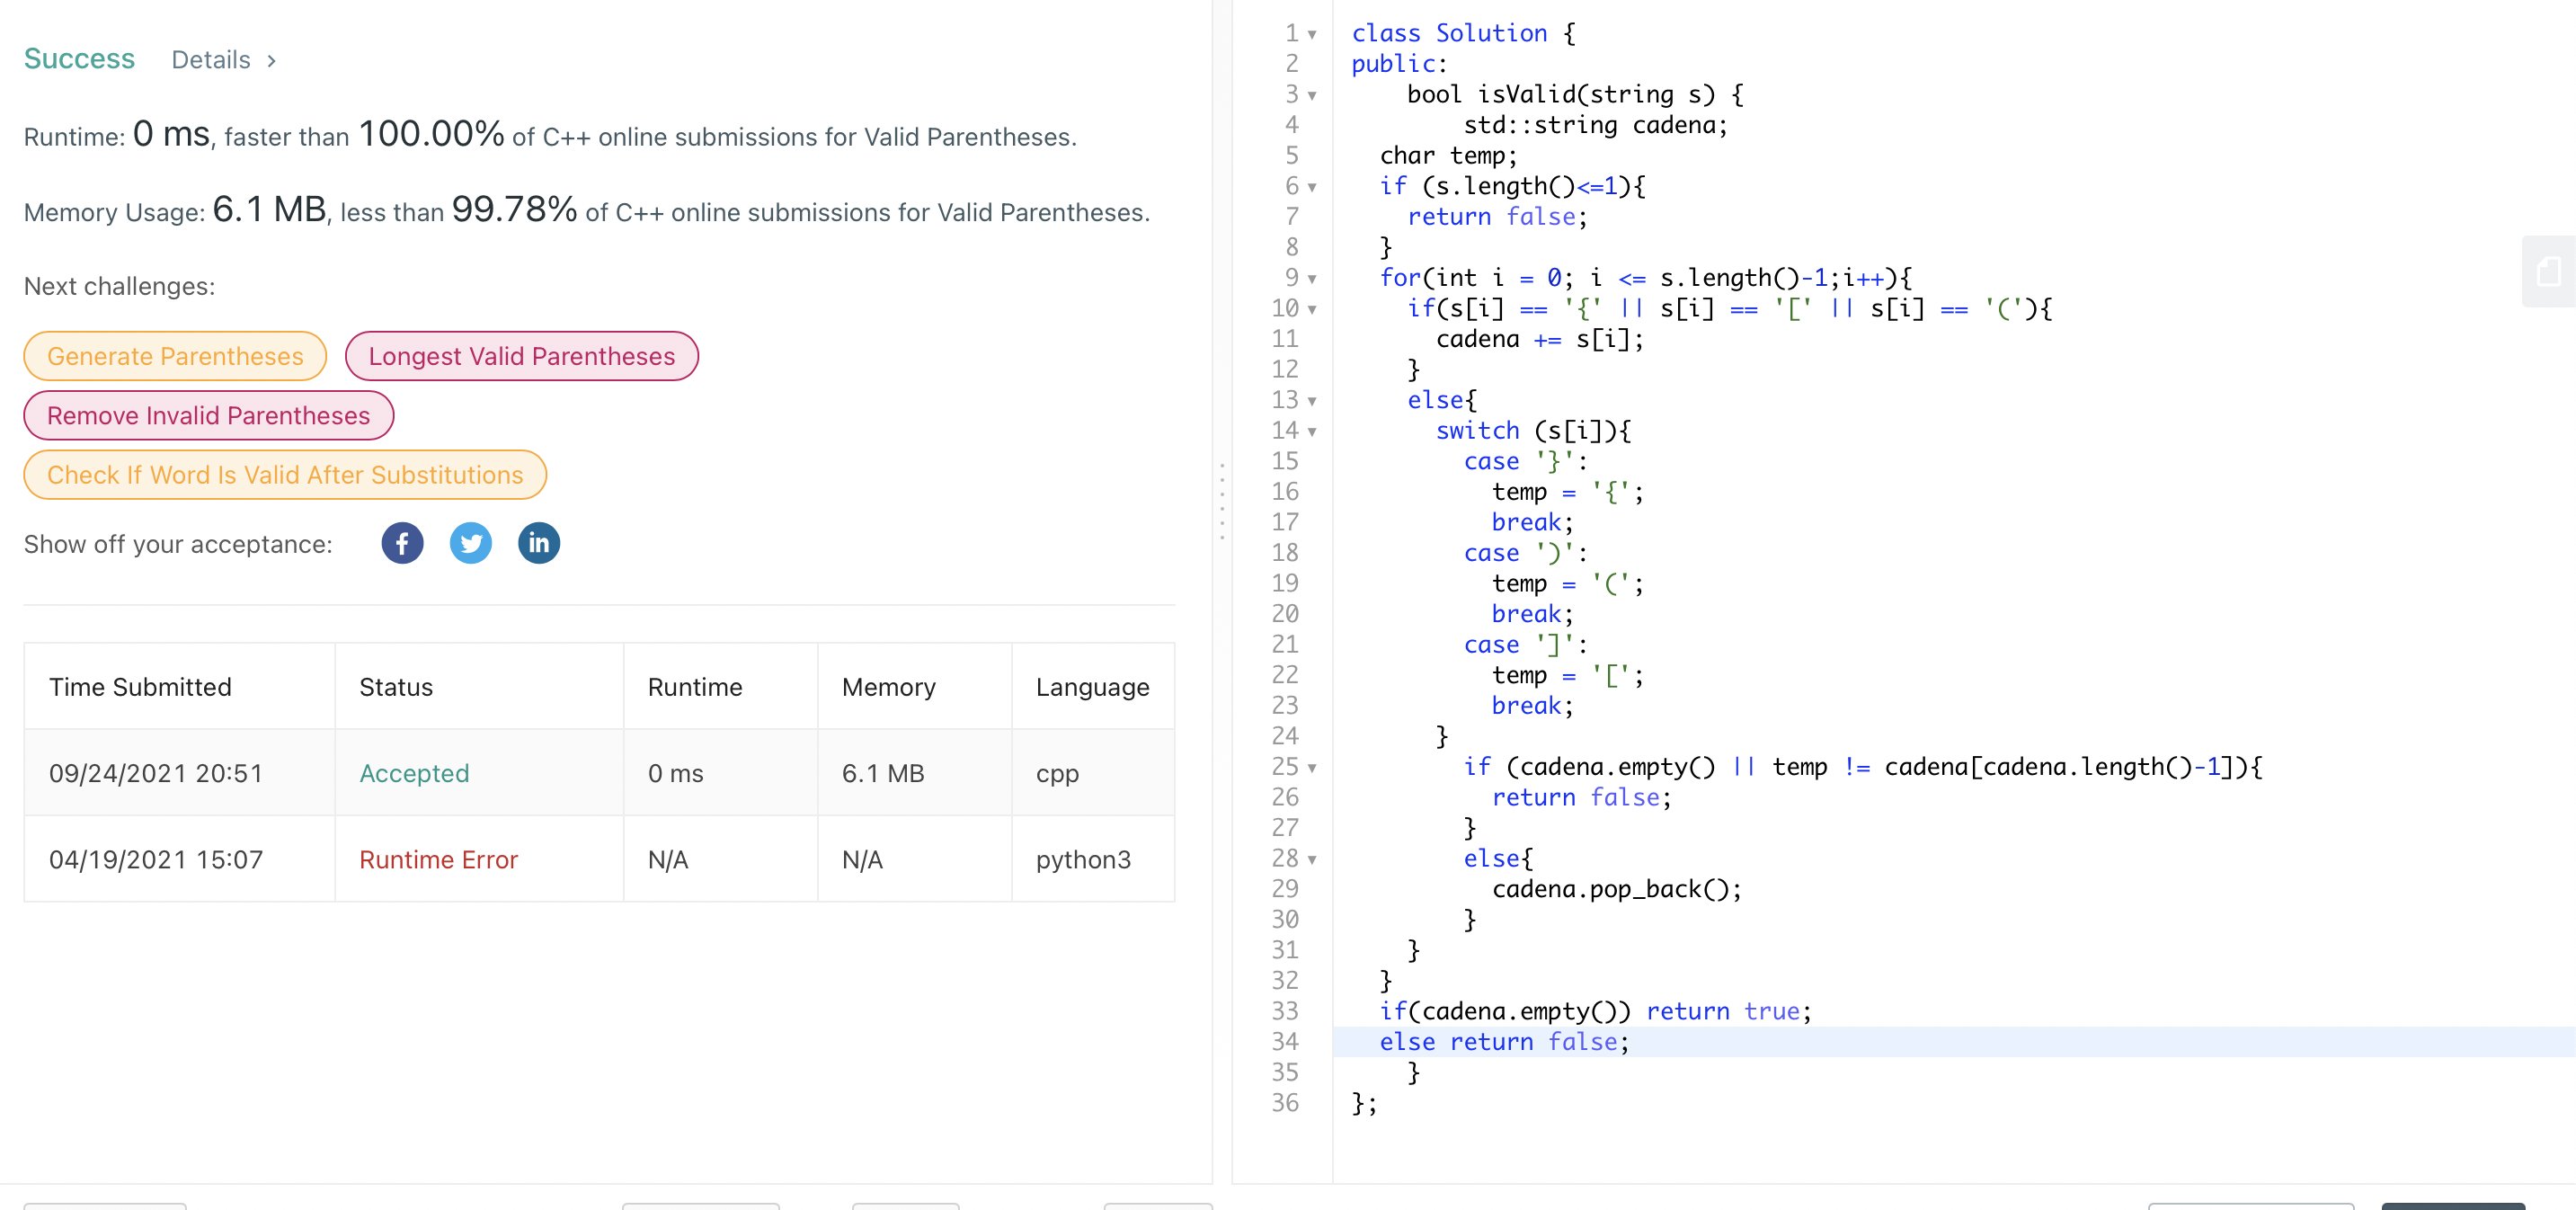 Success Details >
Runtime: 0 ms, faster than 100.00% of C++ online submissions for Valid Parentheses.
Memory Usage: 6.1 MB, less than 99.78% of C++ online submissions for Valid Parentheses.
Next challenges:
Generate Parentheses Longest Valid Parentheses
Remove Invalid Parentheses
Check If Word Is Valid After Substitutions
Show off your acceptance: f in
Time Submitted Status Runtime Memory Language
09/24/2021 20:51 Accepted 0 ms 6.1 MB cpp
04/19/2021 15:07 Runtime Error N/A N/A python3
1 class Solution {
2 public:
3     bool isValid(string s) {
4         std::string cadena;
5   char temp;
6   if (s.length()<=1){
7     return false;
8   }
9   for(int i = 0; i <= s.length()-1;i++){
10     if(s[i] == '{' || s[i] == '[' || s[i] == '('){
11       cadena += s[i];
12     }
13     else{
14       switch (s[i]){
15         case '}':
16           temp = '{';
17           break;
18         case ')':
19           temp = '(';
20           break;
21         case ']':
22           temp = '[';
23           break;
24       }
25         if (cadena.empty() || temp != cadena[cadena.length()-1]){
26           return false;
27         }
28         else{
29           cadena.pop_back();
30         }
31     }
32   }
33   if(cadena.empty()) return true;
34   else return false;
35     }
36 };